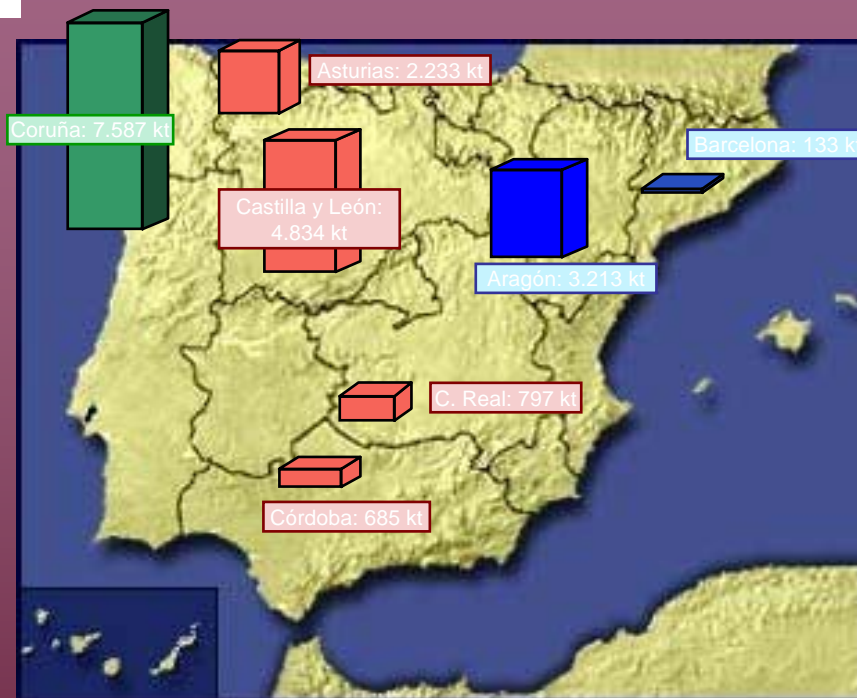 Asturias: 2.233 kt
Coruña: 7.587 kt
Barcelona: 133 k
Castilla y León:
4.834 kt
Aragón: 3.213 kt
C. Real: 797 kt
Córdoba: 685 kt